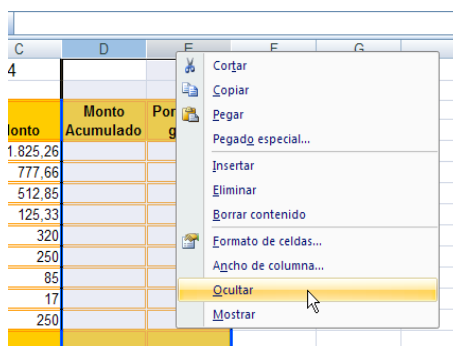 C D E F G
4
Monto Por
lonto Acumulado g
1.825,26
777,66
512,85
125,33
320
250
85
17
250
Cortar
Copiar
Pegar
Pegado especial...
Insertar
Eliminar
Borrar contenido
Formato de celdas...
Ancho de columna...
Ocultar
Mostrar